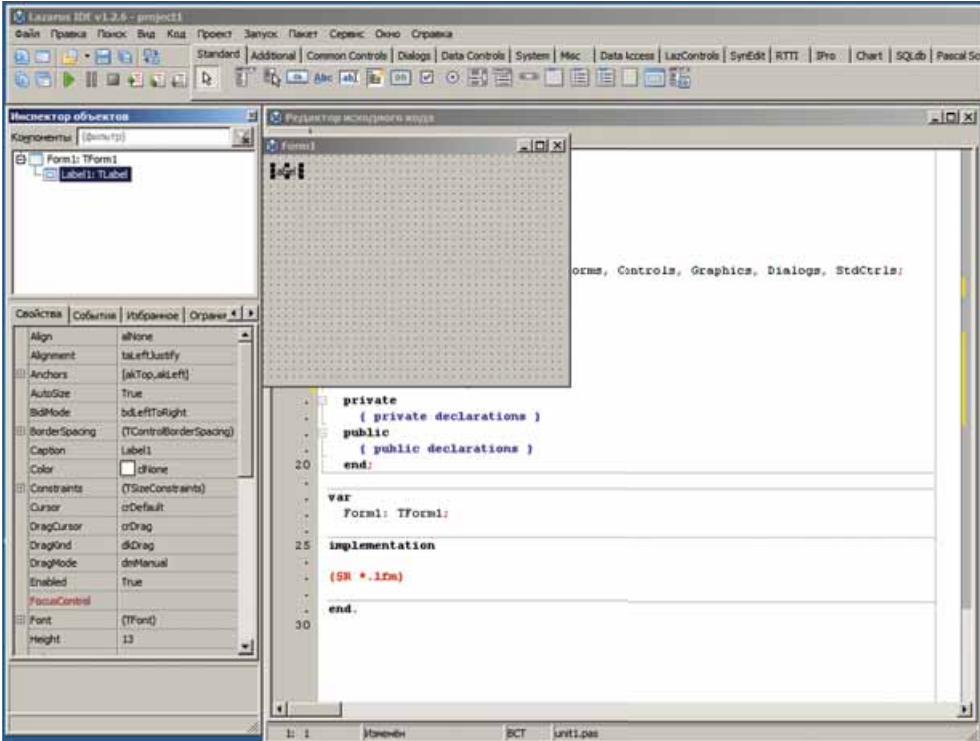 Lazarus IDE v1.2.6 - project1
Файл Правка Поиск Вид Код Проект Запуск Пакет Сервис Окно Справка
Standard Additional Common Controls Dialogs Data Controls System Misc Data Access LazControls SynEdit RTTI IPro Chart SQLdb Pascal Sc
Инспектор объектов
Компоненты (фильтр)
Form1: TForm1
Label1: TLabel
Свойства События Избранное Ограни
Align alNone
Alignment taLeftJustify
Anchors [akTop,akLeft]
AutoSize True
BidiMode bdLeftToRight
BorderSpacing (TControlBorderSpacing)
Caption Label1
Color clNone
Constraints (TSizeConstraints)
Cursor crDefault
DragCursor crDrag
DragKind dkDrag
DragMode dmManual
Enabled True
FocusControl
Font (TFont)
Height 13
Редактор исходного кода
Form1
orms, Controls, Graphics, Dialogs, StdCtrls;
private
{ private declarations }
public
{ public declarations }
20 end;
var
Form1: TForm1;
25 implementation
{$R *.lfm}
end.
30
1: 1 Изменён ВСТ unit1.pas